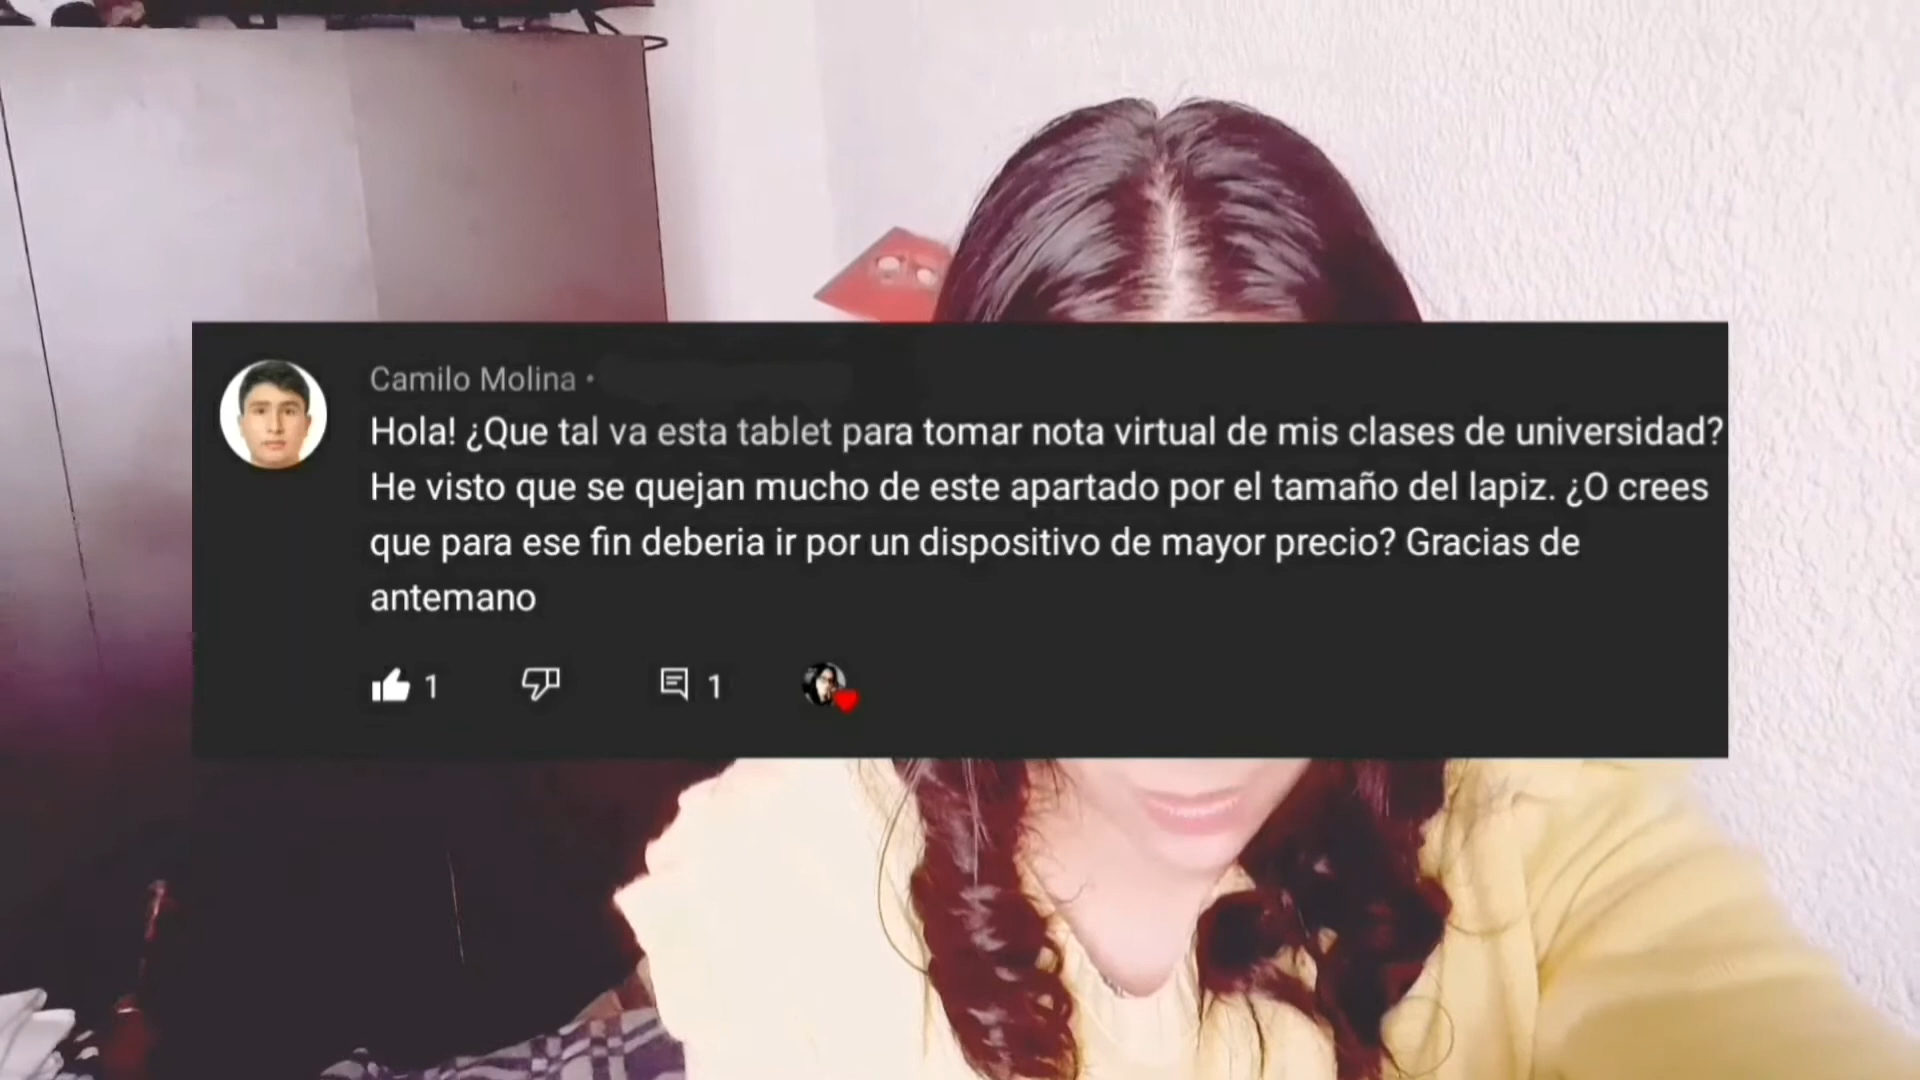 Camilo Molina •
Hola! ¿Que tal va esta tablet para tomar nota virtual de mis clases de universidad?
He visto que se quejan mucho de este apartado por el tamaño del lapiz. ¿O crees
que para ese fin deberia ir por un dispositivo de mayor precio? Gracias de
antemano
1
1